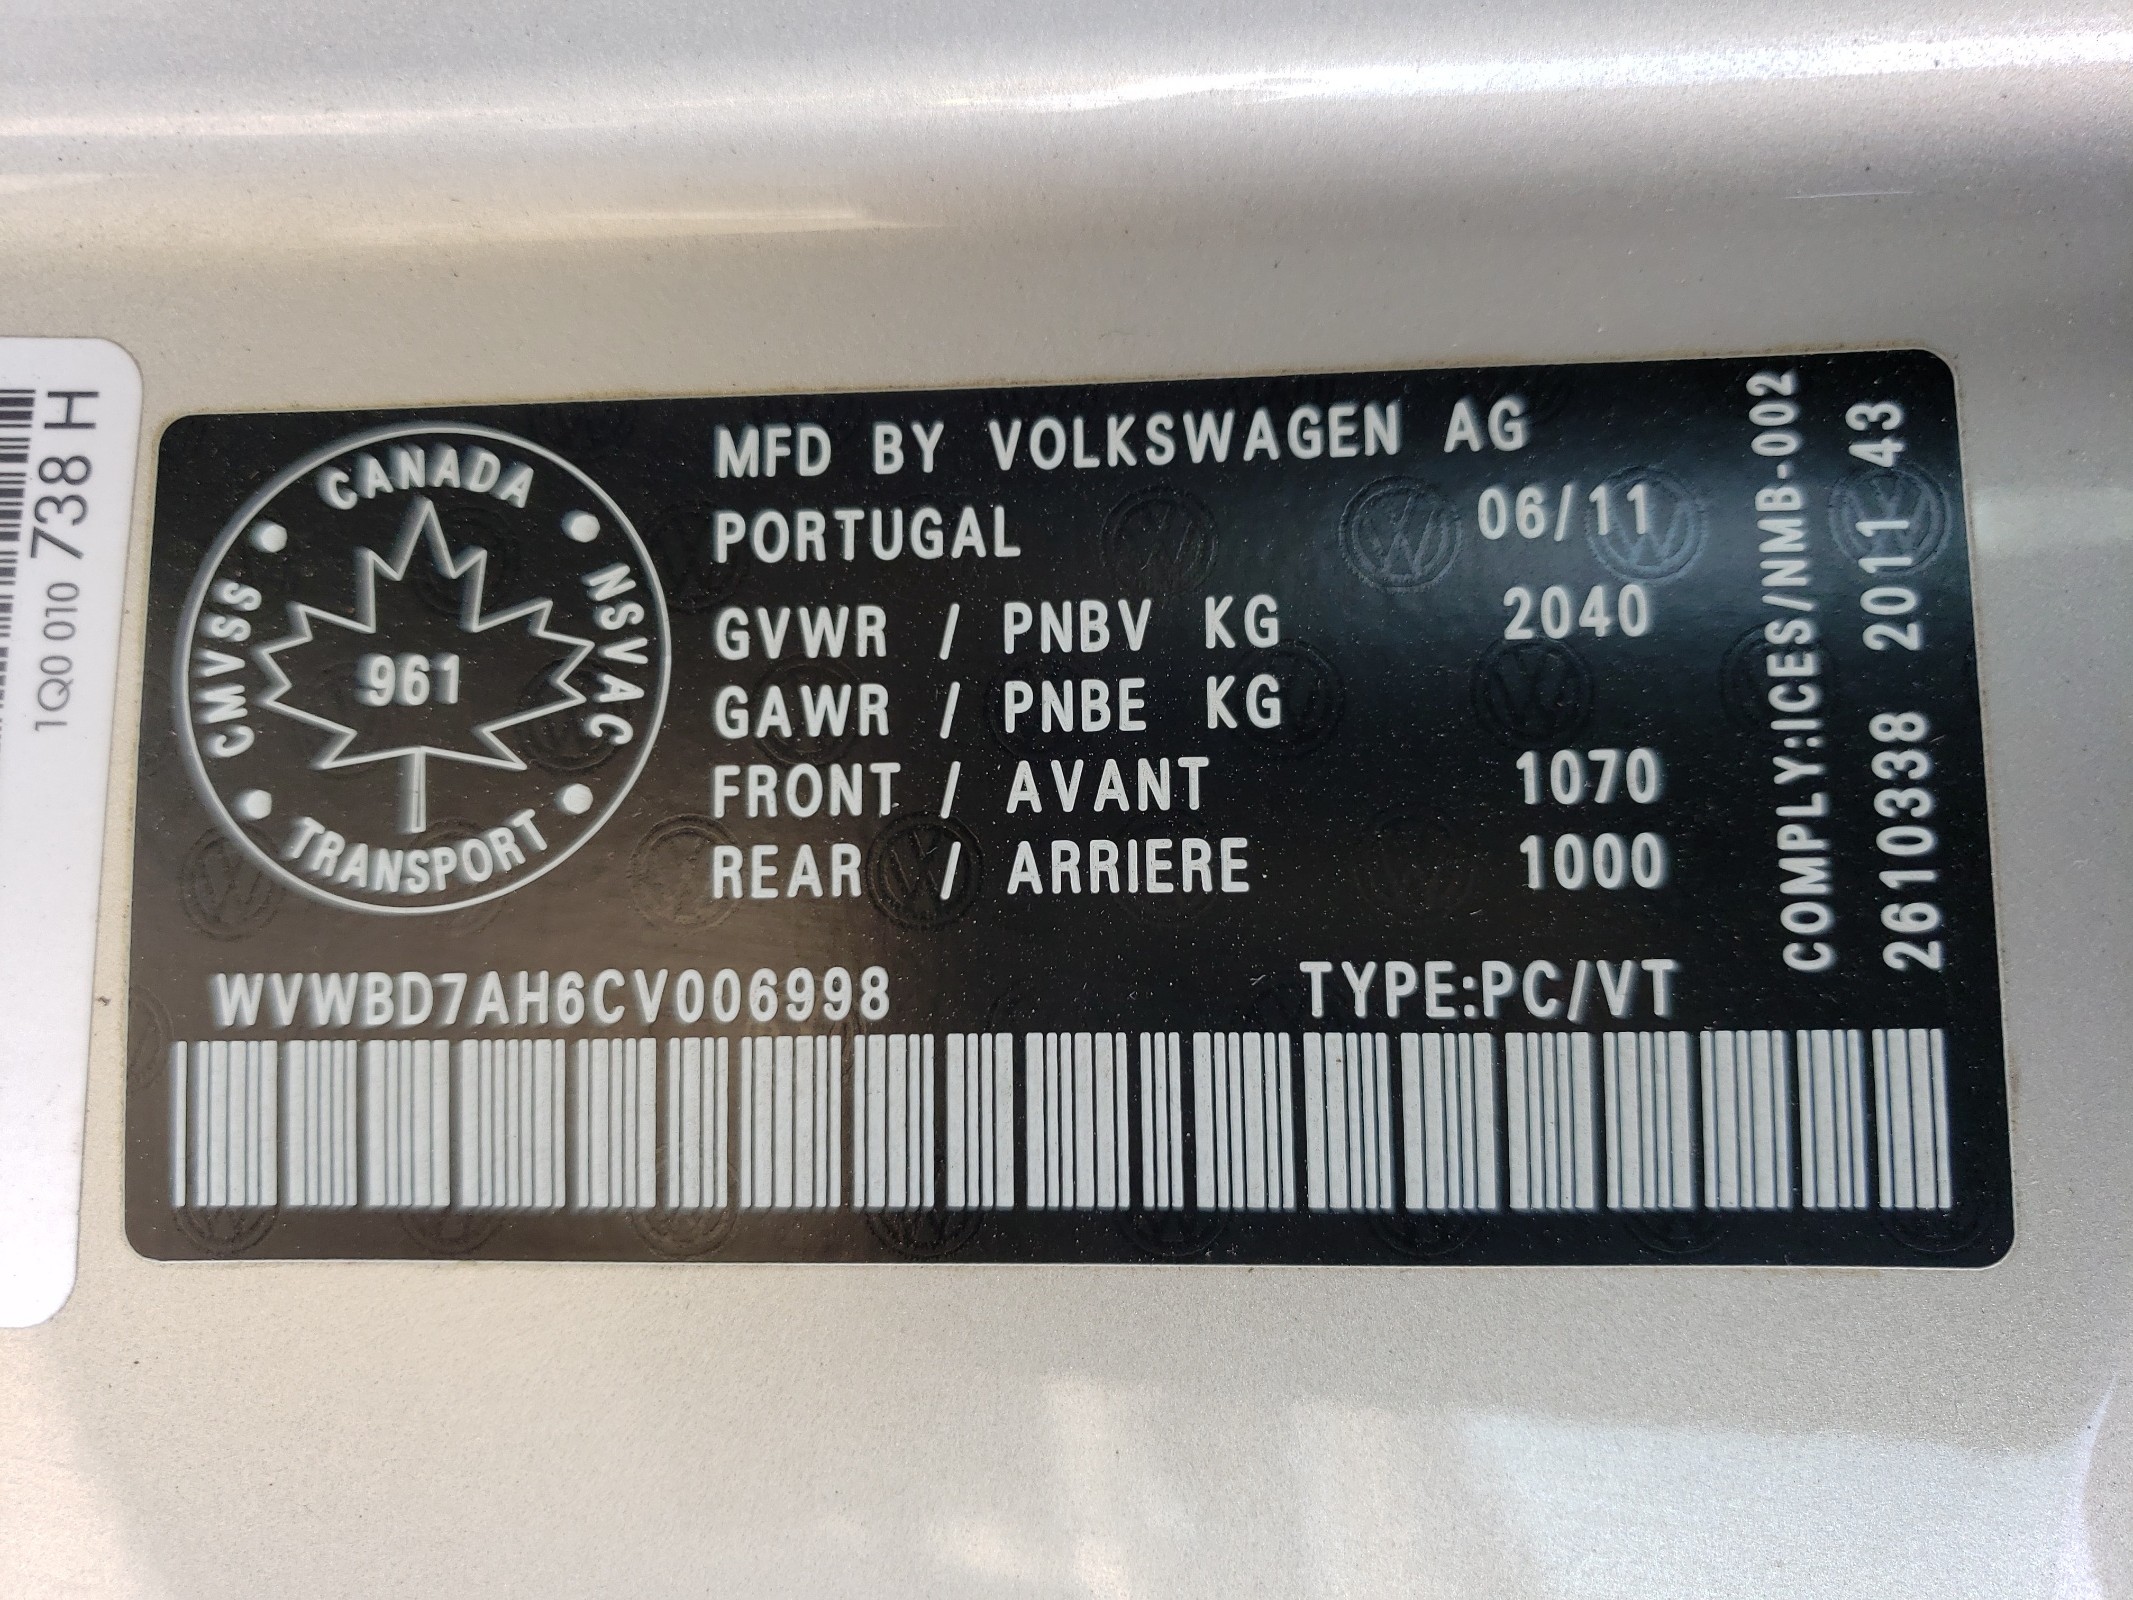 1Q0 010 738 H
CANADA
CMVSS
NSVAC
961
TRANSPORT
MFD BY VOLKSWAGEN AG
PORTUGAL 06/11
GVWR / PNBV KG 2040
GAWR / PNBE KG
FRONT / AVANT 1070
REAR / ARRIERE 1000
WVWBD7AH6CV006998 TYPE:PC/VT
COMPLY:ICES/NMB-002
2610338 2011 43